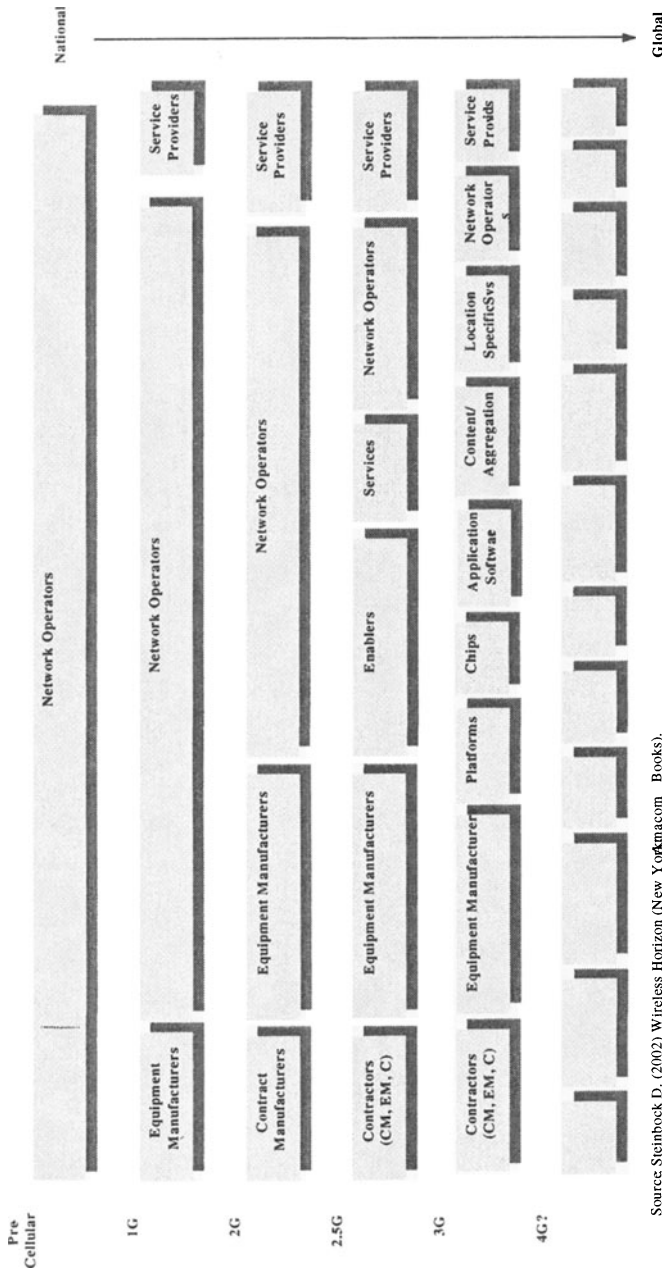 Pre
Cellular
Network Operators
National
1G
Equipment
Manufacturers
Network Operators
Service
Providers
2G
Contract
Manufacturers
Equipment Manufacturers
Network Operators
Service
Providers
2.5G
Contractors
(CM, EM, C)
Equipment Manufacturers
Enablers
Services
Network Operators
Service
Providers
3G
Contractors
(CM, EM, C)
Equipment Manufacturers
Platforms
Chips
Application
Softwae
Content/
Aggregation
Location
SpecificSvs
Network
Operator
s
Service
Provids
4G?
Global
Source: Steinbock D. (2002) Wireless Horizon (New York: Amacom Books).